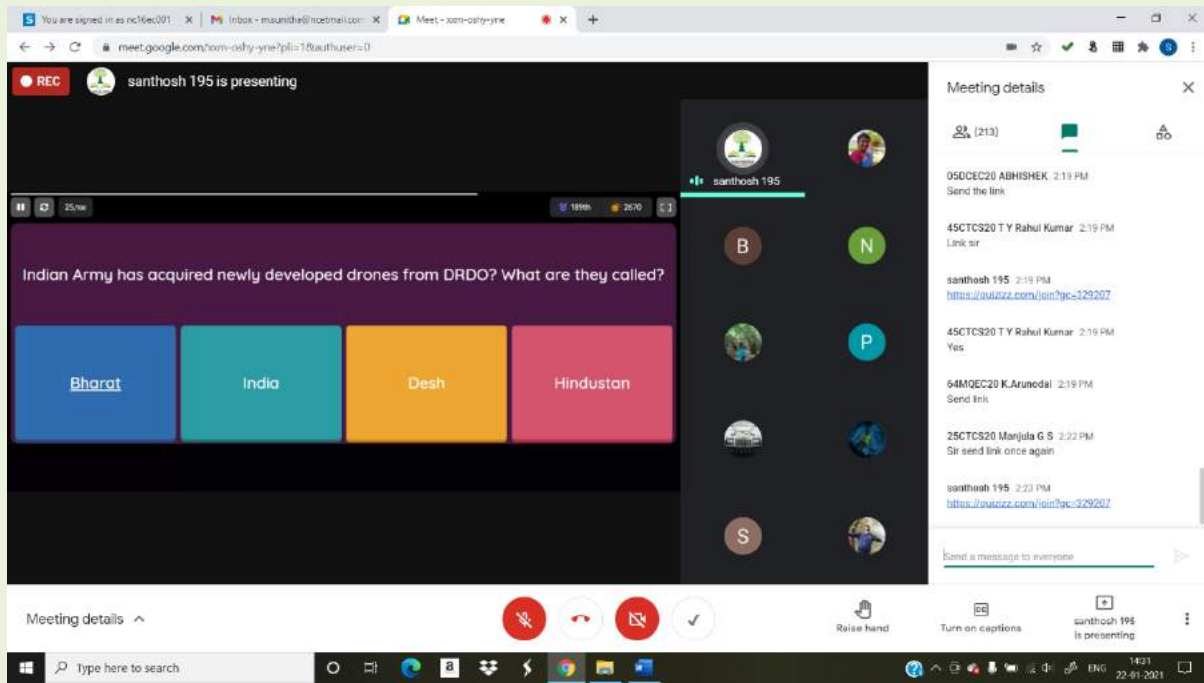 You are signed in as nc16ec001
Inbox - msunitha@ncetmail.com
Meet - xom-oshy-yne
meet.google.com/xom-oshy-yne?pli=1&authuser=0
S
REC
santhosh 195 is presenting
25/100
189th
2670
Indian Army has acquired newly developed drones from DRDO? What are they called?
Bharat
India
Desh
Hindustan
santhosh 195
B
N
P
S
Meeting details
(213)
05DCEC20 ABHISHEK 2:19 PM
Send the link
45CTCS20 T Y Rahul Kumar 2:19 PM
Link sir
santhosh 195 2:19 PM
https://quizizz.com/join?gc=329207
45CTCS20 T Y Rahul Kumar 2:19 PM
Yes
64MQEC20 K.Arunodai 2:19 PM
Send link
25CTCS20 Manjula G S 2:22 PM
Sir send link once again
santhosh 195 2:23 PM
https://quizizz.com/join?gc=329207
Send a message to everyone
Meeting details
Raise hand
Turn on captions
santhosh 195
is presenting
Type here to search
ENG
1431
22-01-2021